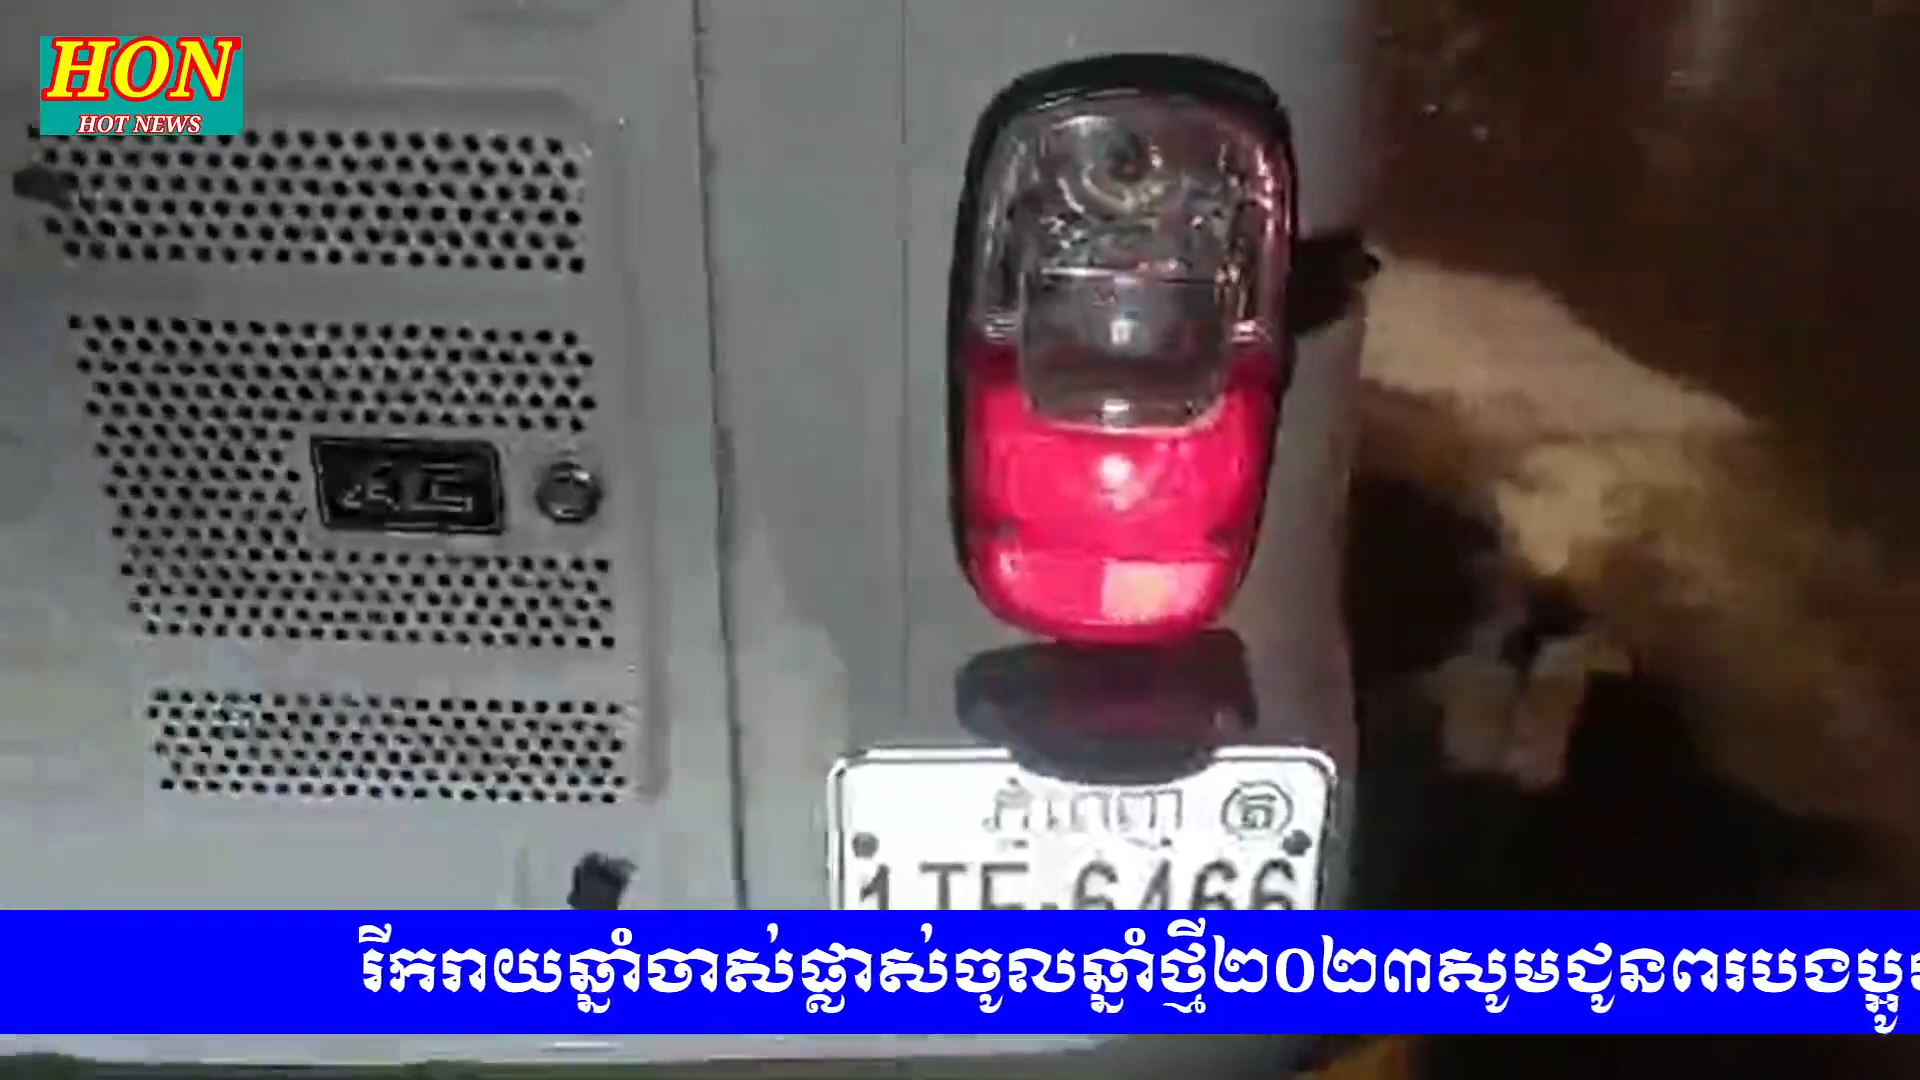 HON
HOT NEWS
ភ្នំពេញ ត
1TF-6466
រីករាយឆ្នាំចាស់ផ្លាស់ចូលឆ្នាំថ្មី២០២៣សូមជូនពរបងប្អូ